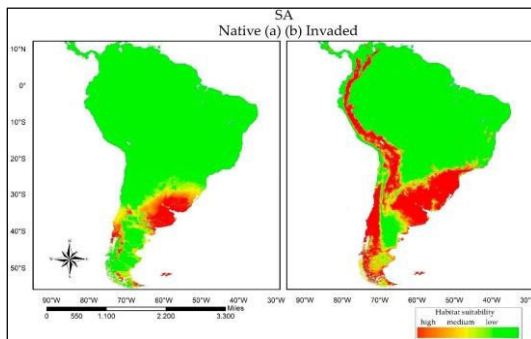 SA
Native (a) (b) Invaded
10°N
0°
10°S
20°S
30°S
40°S
50°S
90°W 80°W 70°W 60°W 50°W 40°W 30°W
90°W 80°W 70°W 60°W 50°W 40°W 30°W
Miles
0 550 1.100 2.200 3.300
Habitat suitability
high medium low